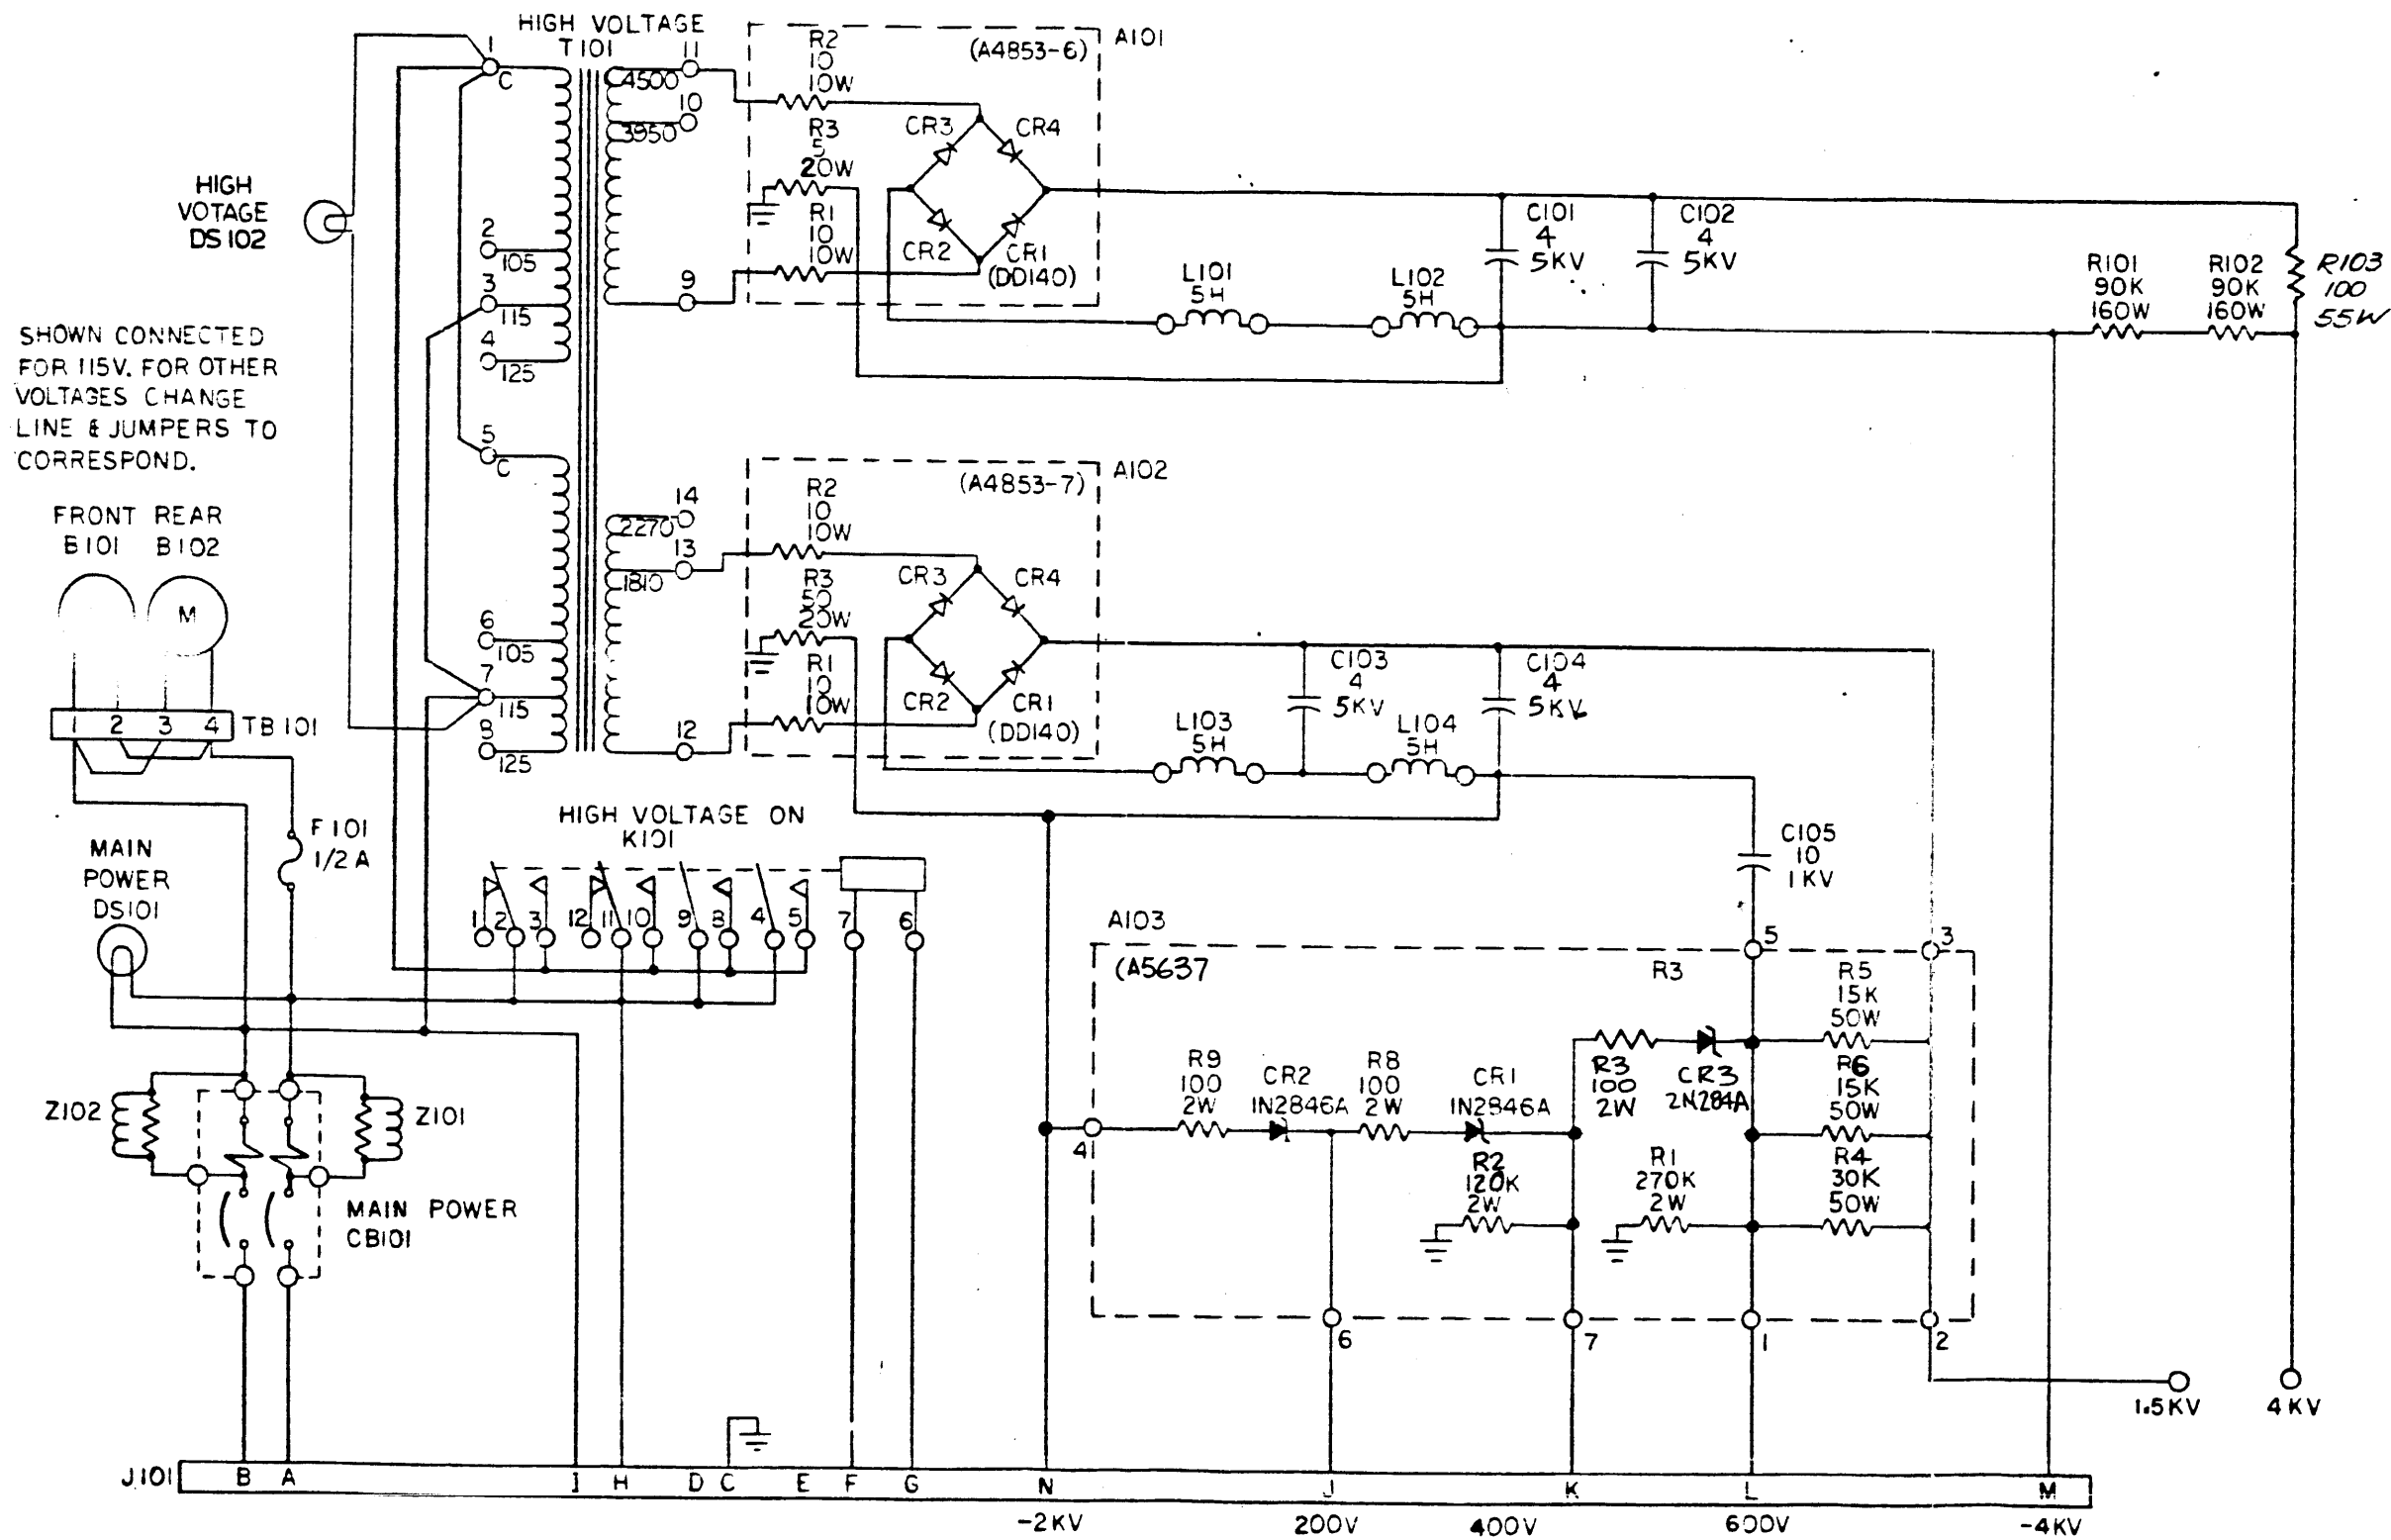 HIGH VOLTAGE
T101
1
C
11
4500
10
3950
9
2
105
3
115
4
125
HIGH
VOTAGE
DS102
SHOWN CONNECTED
FOR 115V. FOR OTHER
VOLTAGES CHANGE
LINE & JUMPERS TO
CORRESPOND.
A101
(A4853-6)
R2
10
10W
R3
5
20W
R1
10
10W
CR3
CR4
CR2
CR1
(DD140)
L101
5H
L102
5H
C101
4
5KV
C102
4
5KV
R101
90K
160W
R102
90K
160W
R103
100
55W
5
C
6
105
7
115
8
125
14
2270
13
1810
12
A102
(A4853-7)
R2
10
10W
R3
50
20W
R1
10
10W
CR3
CR4
CR2
CR1
(DD140)
L103
5H
L104
5H
C103
4
5KV
C104
4
5KV
C105
10
1KV
FRONT REAR
B101 B102
M
1 2 3 4
TB101
F101
1/2 A
MAIN
POWER
DS101
HIGH VOLTAGE ON
K101
1 2 3 12 11 10 9 8 4 5 7 6
Z102
Z101
MAIN POWER
CB101
A103
(A5637
5
3
R3
R5
15K
50W
R6
15K
50W
R4
30K
50W
R9
100
2W
CR2
1N2846A
R8
100
2W
CR1
1N2846A
R3
100
2W
CR3
2N284A
R2
120K
2W
R1
270K
2W
4
6
7
1
2
1.5KV
4KV
J101
B A I H D C E F G N J K L M
-2KV 200V 400V 600V -4KV